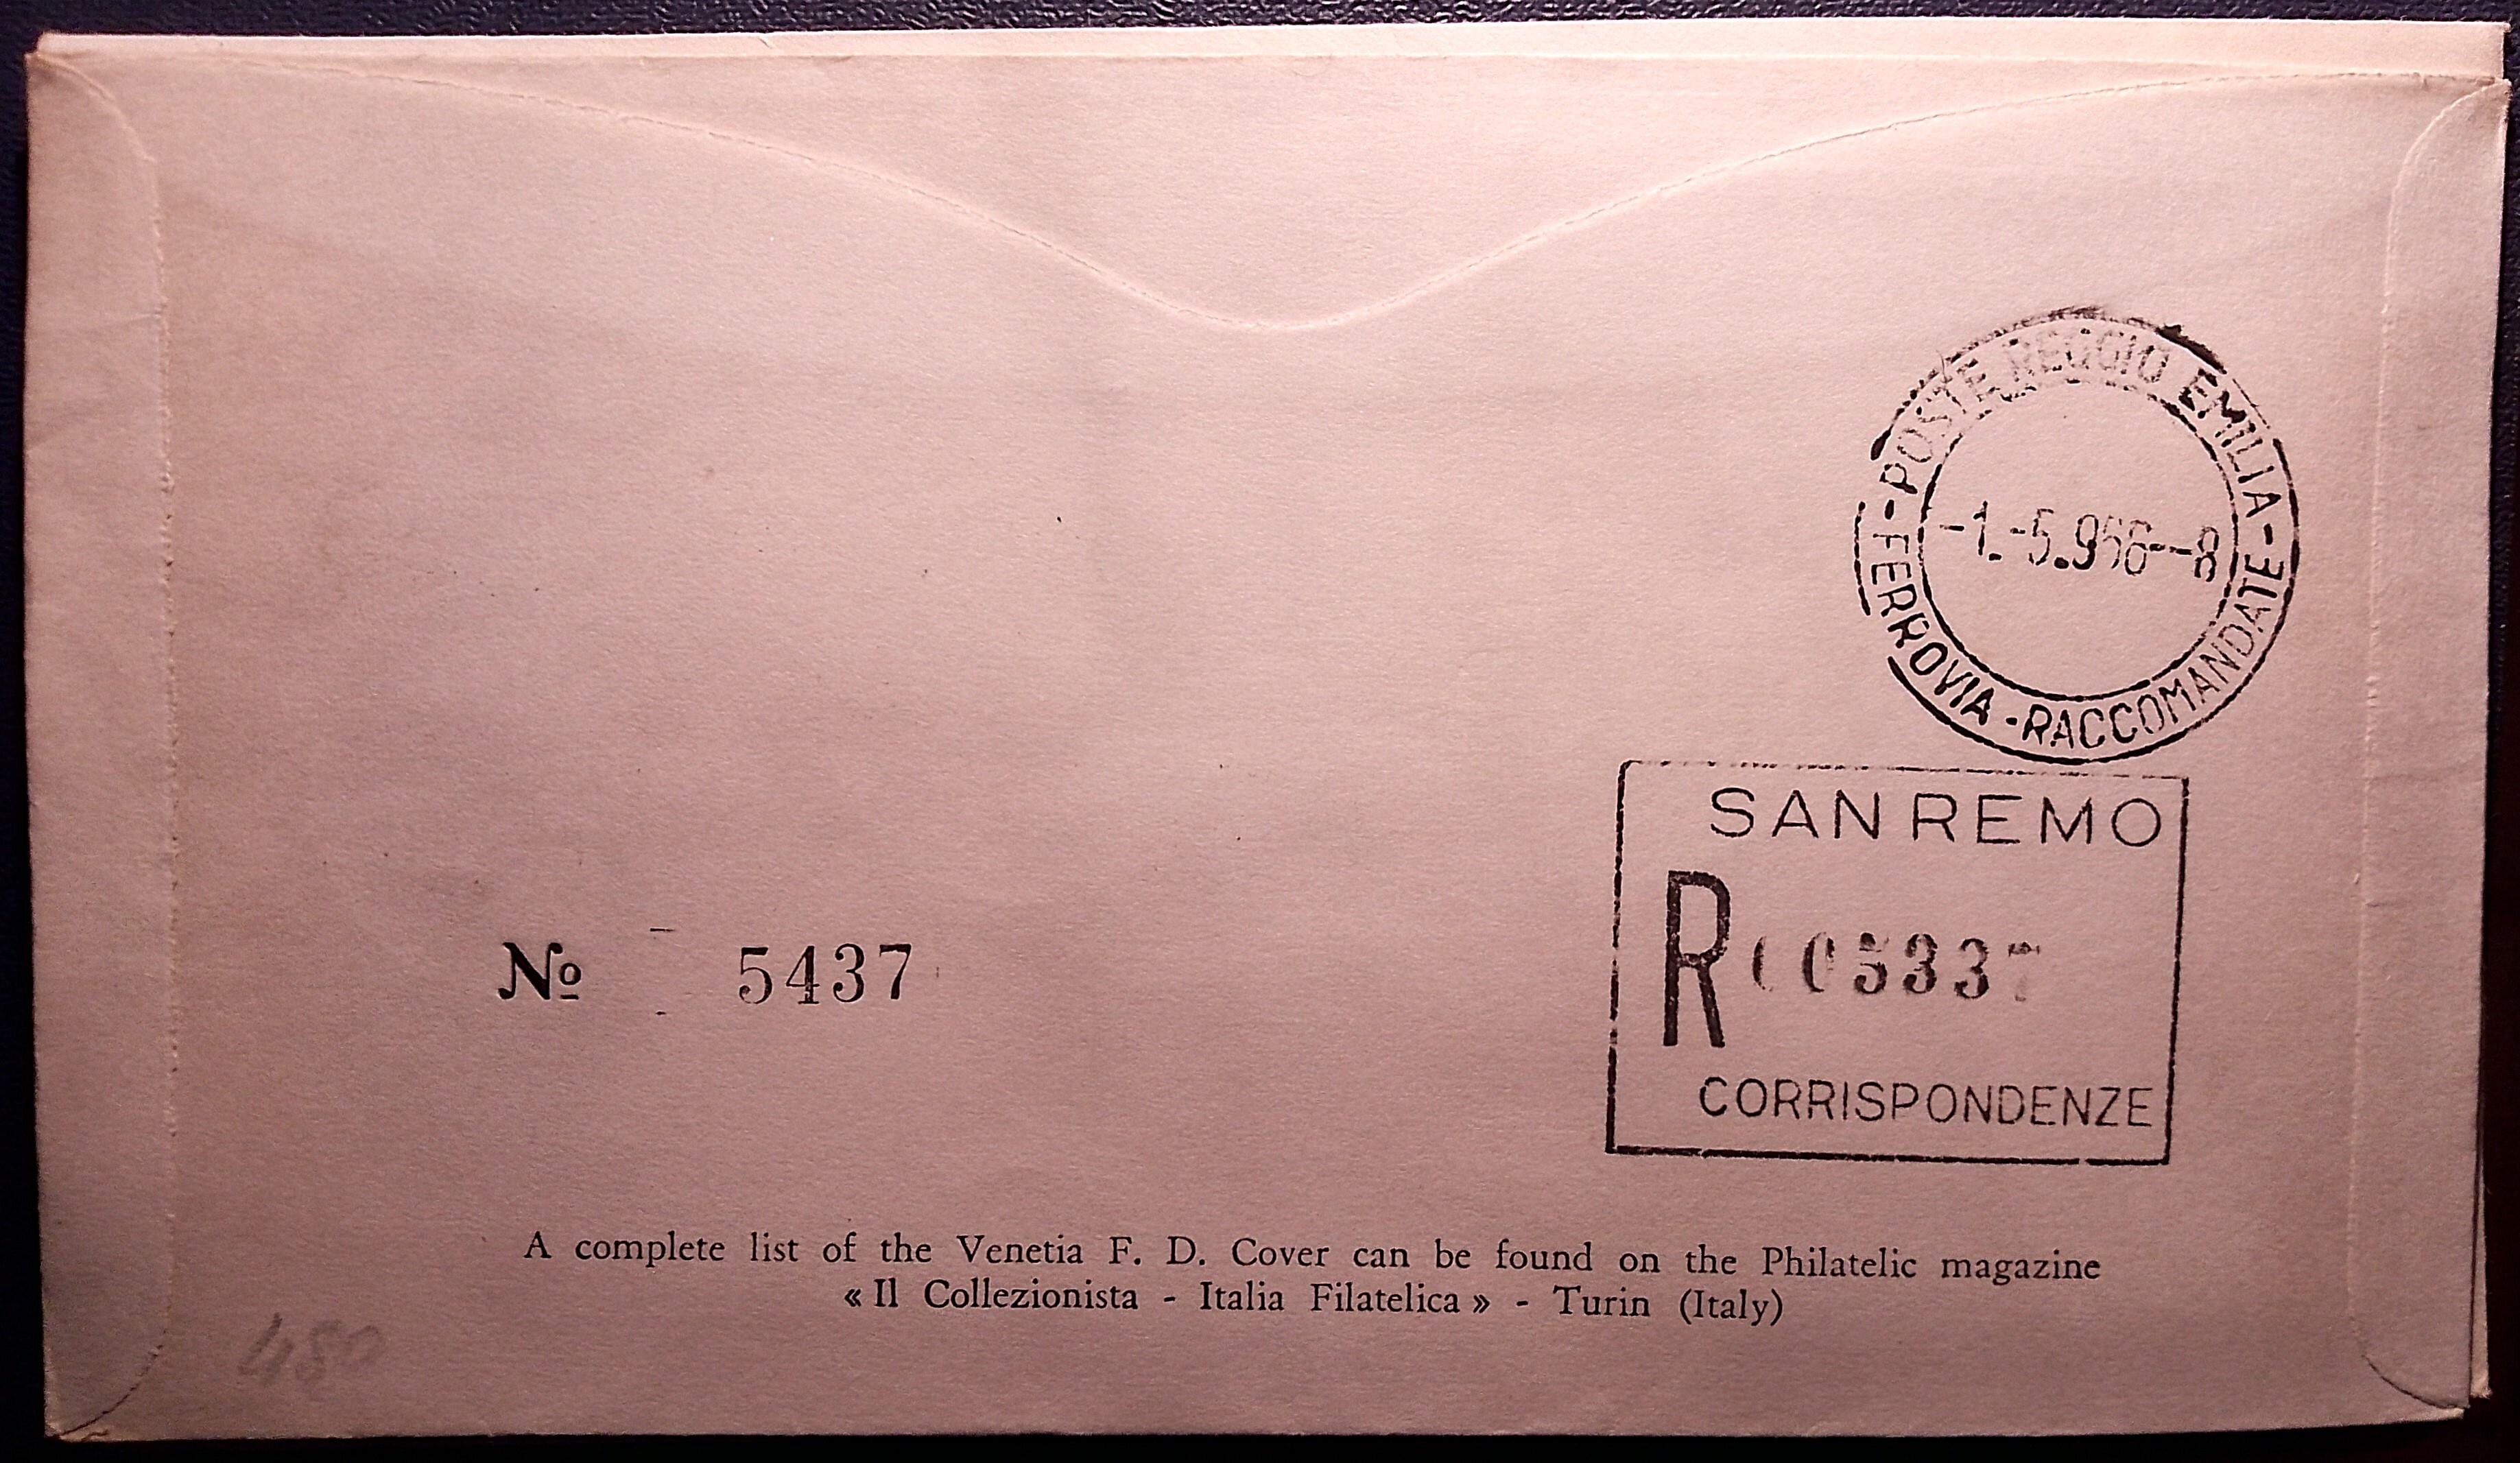 - POSTE REGGIO EMILIA -
-1.-5.956--8
FERROVIA - RACCOMANDATE
SAN REMO
R 005337
CORRISPONDENZE
Nº 5437
A complete list of the Venetia F. D. Cover can be found on the Philatelic magazine
« Il Collezionista - Italia Filatelica » - Turin (Italy)
480